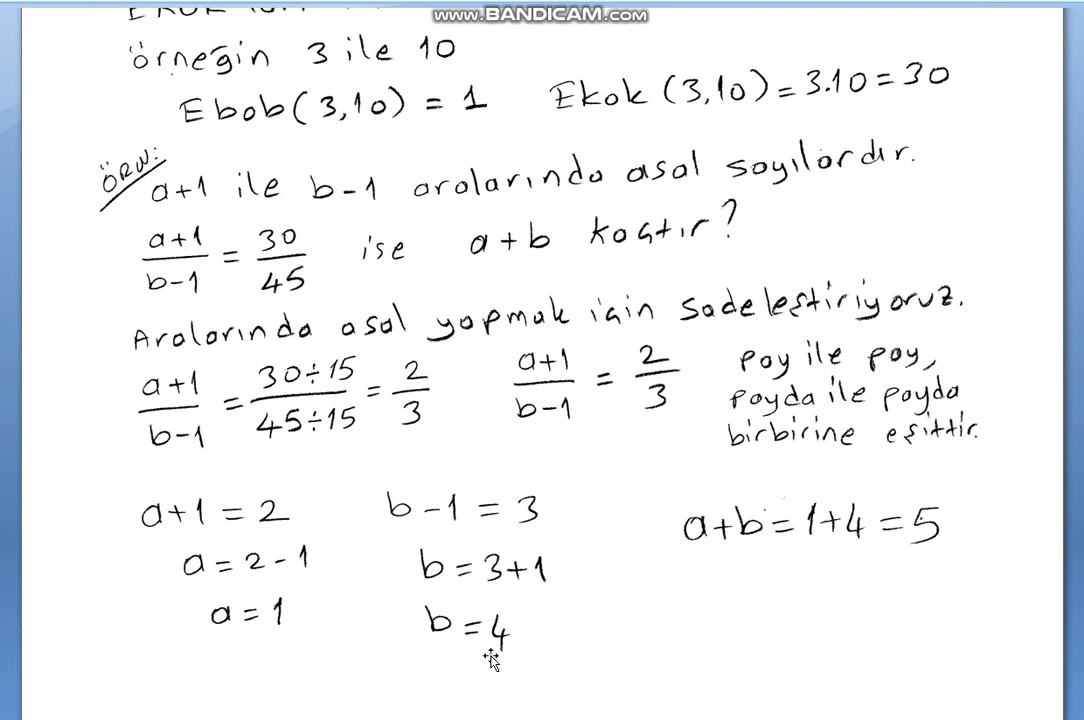 www.BANDICAM.com
örneğin 3 ile 10
Ebob(3,10) = 1 Ekok (3,10) = 3.10 = 30
ÖRN:
a+1 ile b-1 aralarında asal sayılardır.
a+1/b-1 = 30/45 ise a+b kaçtır?
Aralarında asal yapmak için sadeleştiriyoruz.
a+1/b-1 = 30÷15/45÷15 = 2/3 a+1/b-1 = 2/3 pay ile pay,
payda ile payda
birbirine eşittir.
a+1 = 2 b-1 = 3 a+b = 1+4 = 5
a = 2-1 b = 3+1
a = 1 b = 4